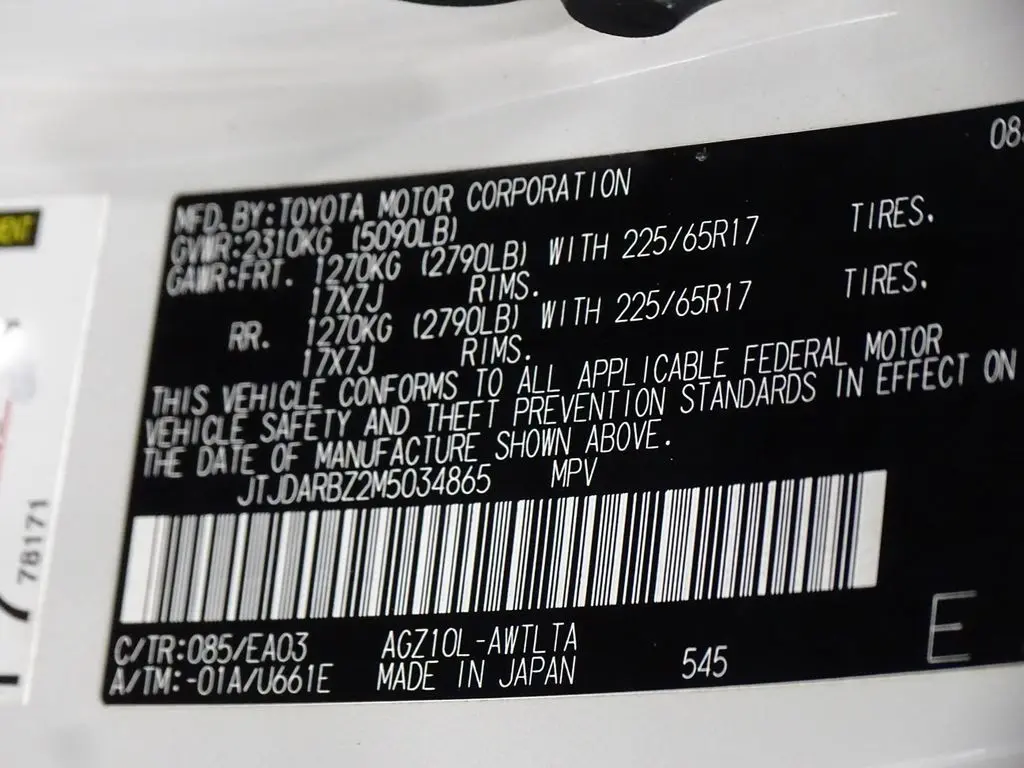 08
MFD.BY:TOYOTA MOTOR CORPORATION
GVWR:2310KG (5090LB)
GAWR:FRT. 1270KG (2790LB) WITH 225/65R17 TIRES.
17X7J RIMS.
RR. 1270KG (2790LB) WITH 225/65R17 TIRES.
17X7J RIMS.
THIS VEHICLE CONFORMS TO ALL APPLICABLE FEDERAL MOTOR
VEHICLE SAFETY AND THEFT PREVENTION STANDARDS IN EFFECT ON
THE DATE OF MANUFACTURE SHOWN ABOVE.
JTJDARBZ2M5034865 MPV
C/TR:085/EA03 AGZ10L-AWTLTA
A/TM:-01A/U661E MADE IN JAPAN 545
E
78171